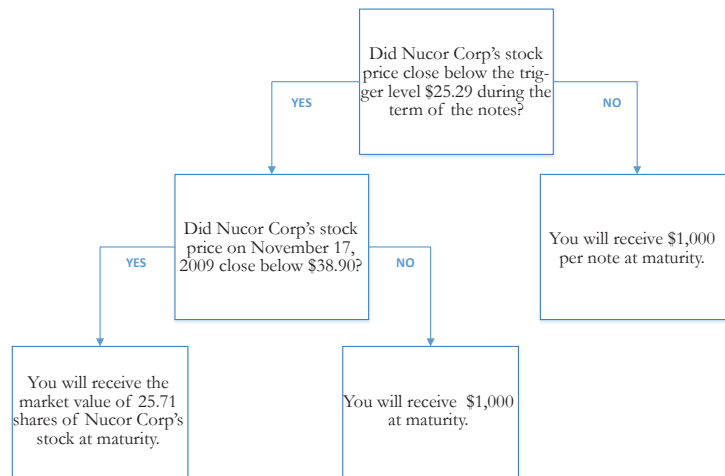 Did Nucor Corp's stock
price close below the trig-
ger level $25.29 during the
term of the notes?
YES
NO
Did Nucor Corp's stock
price on November 17,
2009 close below $38.90?
You will receive $1,000
per note at maturity.
YES
NO
You will receive the
market value of 25.71
shares of Nucor Corp's
stock at maturity.
You will receive $1,000
at maturity.